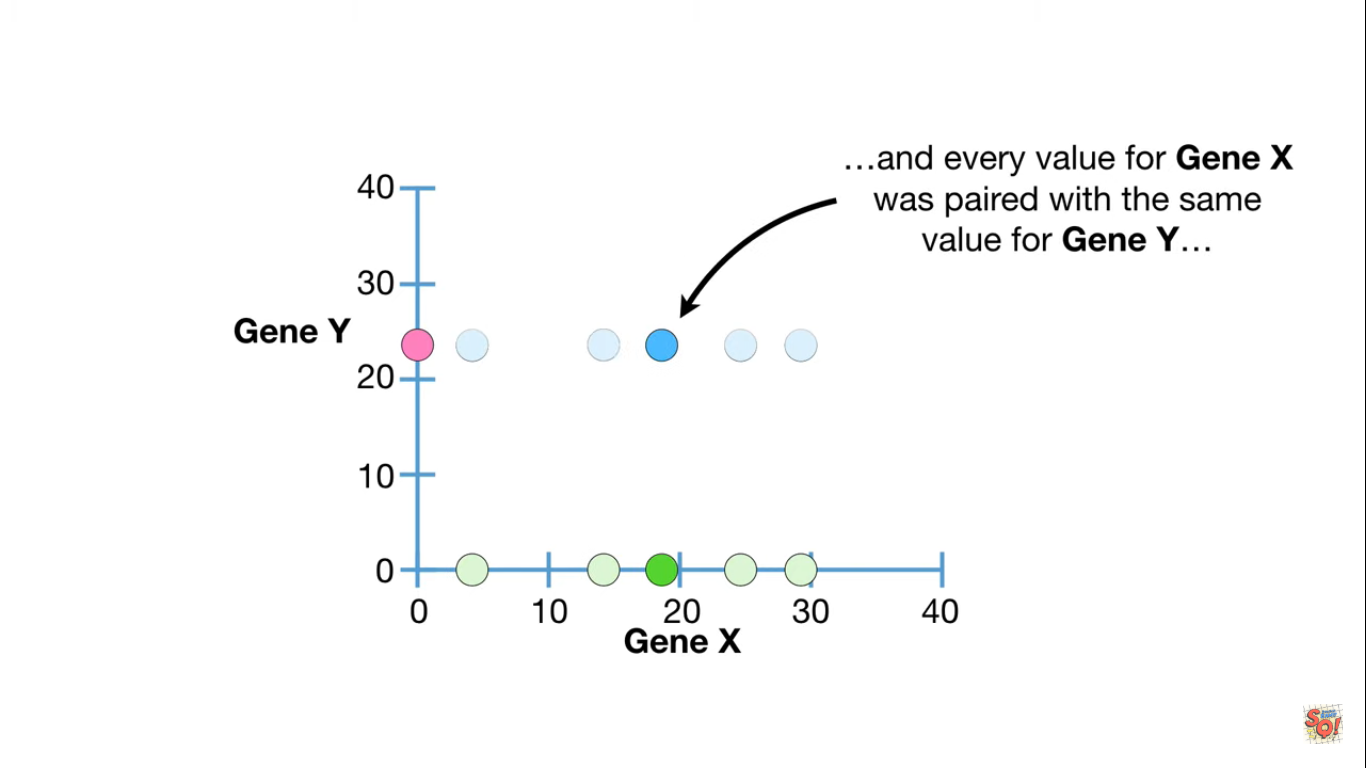 …and every value for Gene X
was paired with the same
value for Gene Y…
40
30
Gene Y
20
10
0
0 10 20 30 40
Gene X
SQ!